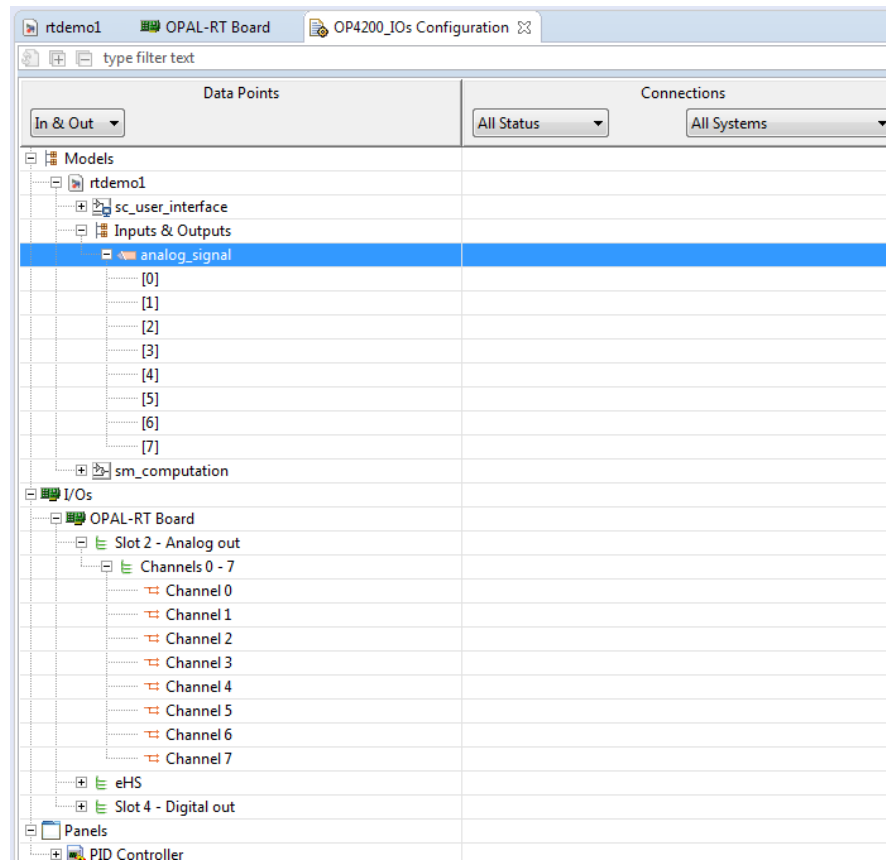 rtdemo1 OPAL-RT Board OP4200_IOs Configuration
type filter text
Data Points Connections
In & Out All Status All Systems
Models
rtdemo1
sc_user_interface
Inputs & Outputs
analog_signal
[0]
[1]
[2]
[3]
[4]
[5]
[6]
[7]
sm_computation
I/Os
OPAL-RT Board
Slot 2 - Analog out
Channels 0 - 7
Channel 0
Channel 1
Channel 2
Channel 3
Channel 4
Channel 5
Channel 6
Channel 7
eHS
Slot 4 - Digital out
Panels
PID Controller